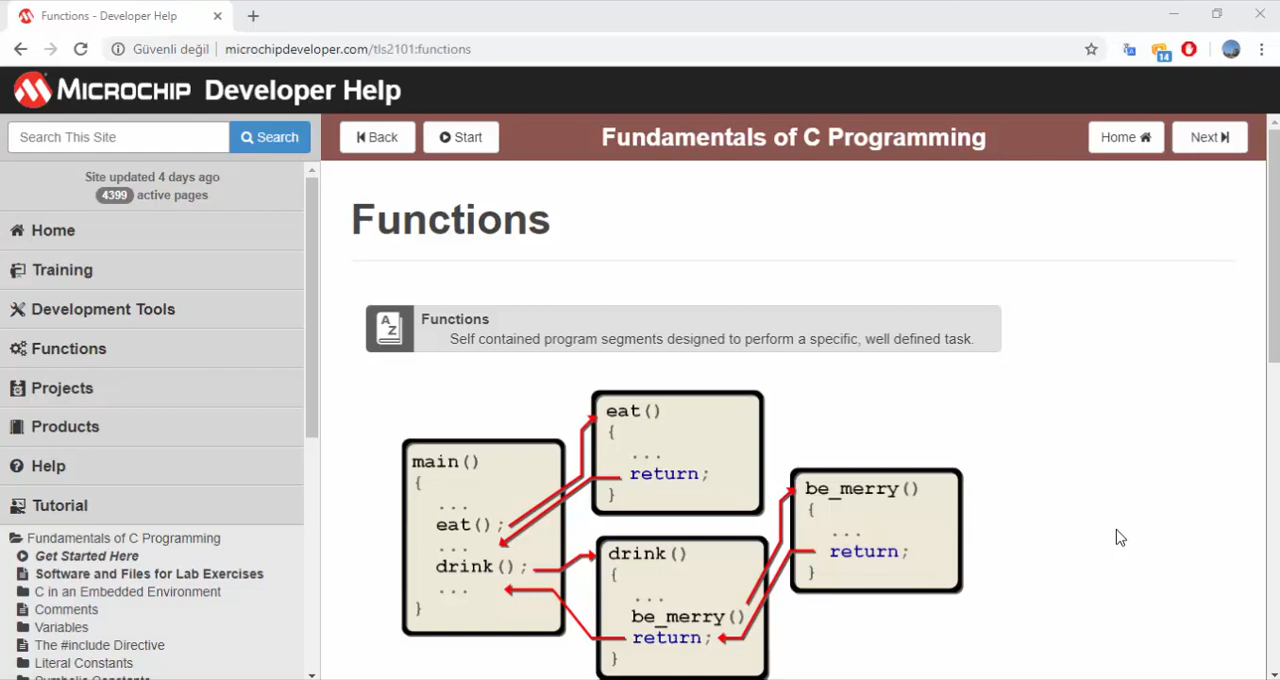 Functions - Developer Help
Güvenli değil
microchipdeveloper.com/tls2101:functions
14
MICROCHIP Developer Help
Search This Site
Search
Back
Start
Fundamentals of C Programming
Home
Next
Site updated 4 days ago
4399 active pages
Home
Training
Development Tools
Functions
Projects
Products
Help
Tutorial
Fundamentals of C Programming
Get Started Here
Software and Files for Lab Exercises
C in an Embedded Environment
Comments
Variables
The #include Directive
Literal Constants
Symbolic Constants
Functions
A
Z
Functions
Self contained program segments designed to perform a specific, well defined task.
main()
{
...
eat();
...
drink();
...
}
eat()
{
...
return;
}
drink()
{
...
be_merry()
return;
}
be_merry()
{
...
return;
}